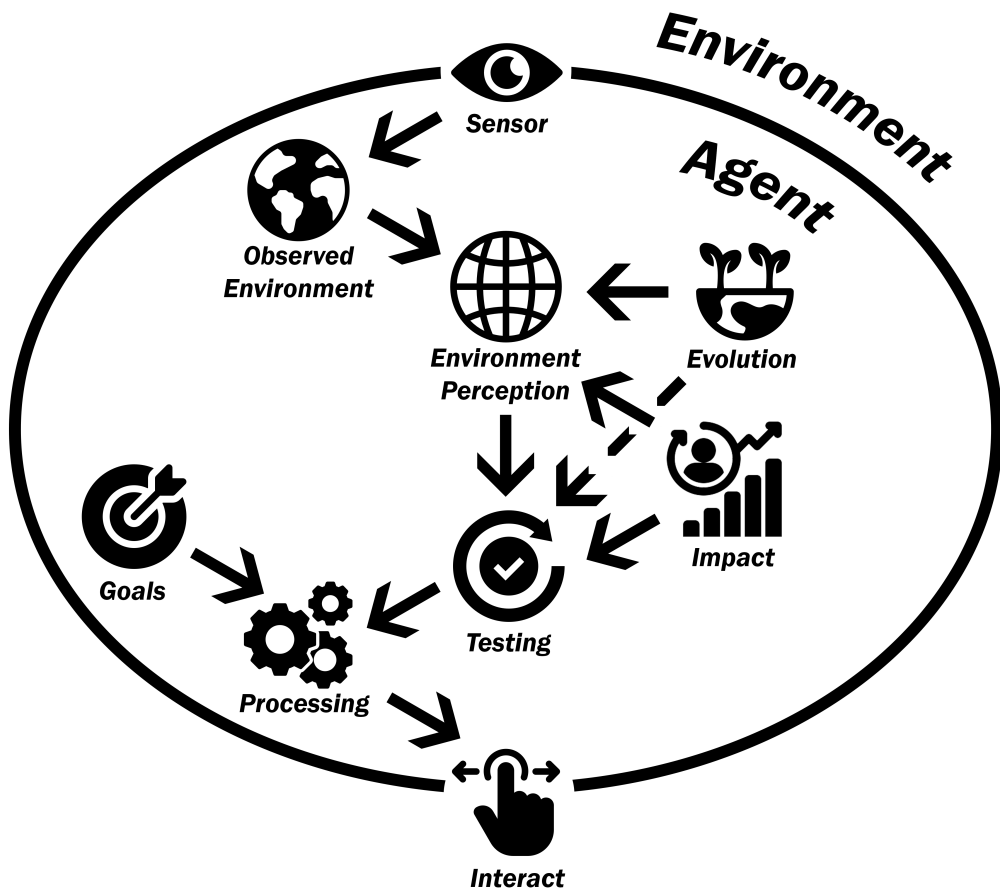 Environment
Agent
Sensor
Observed
Environment
Environment
Perception
Evolution
Impact
Goals
Testing
Processing
Interact